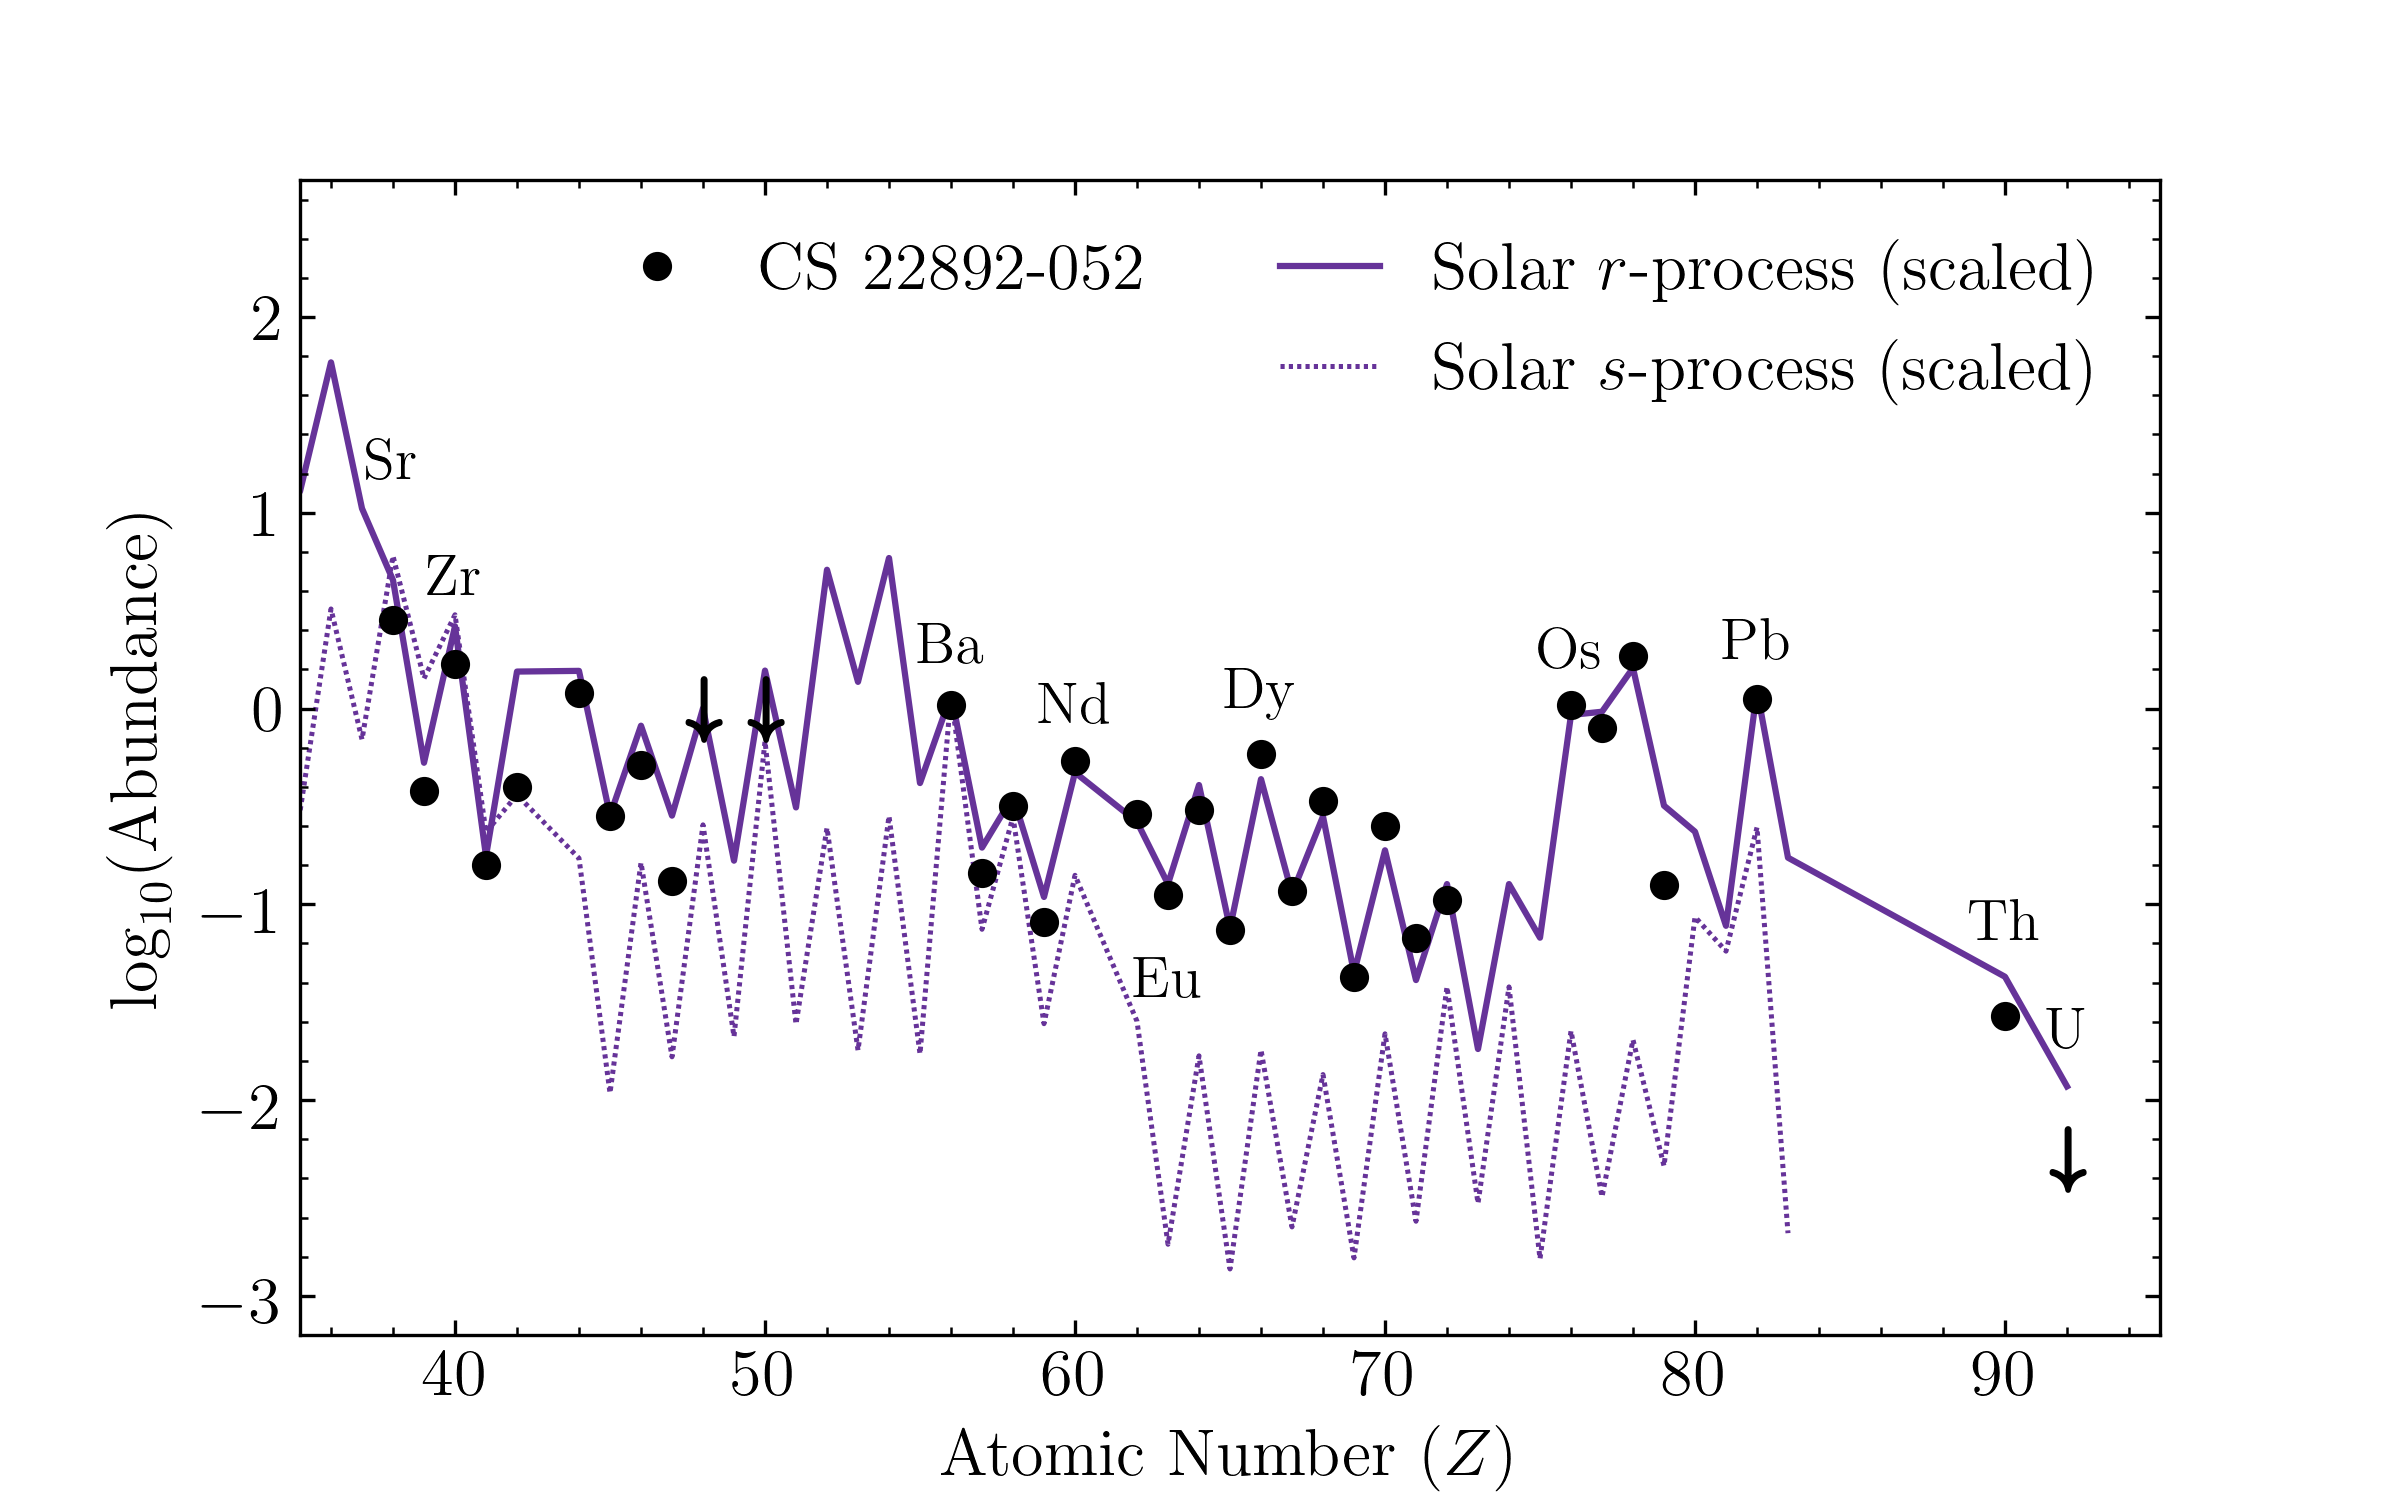 CS 22892-052
Solar r-process (scaled)
Solar s-process (scaled)
2
1
0
−1
−2
−3
log10(Abundance)
Sr
Zr
Ba
Nd
Eu
Dy
Os
Pb
Th
U
40 50 60 70 80 90
Atomic Number (Z)